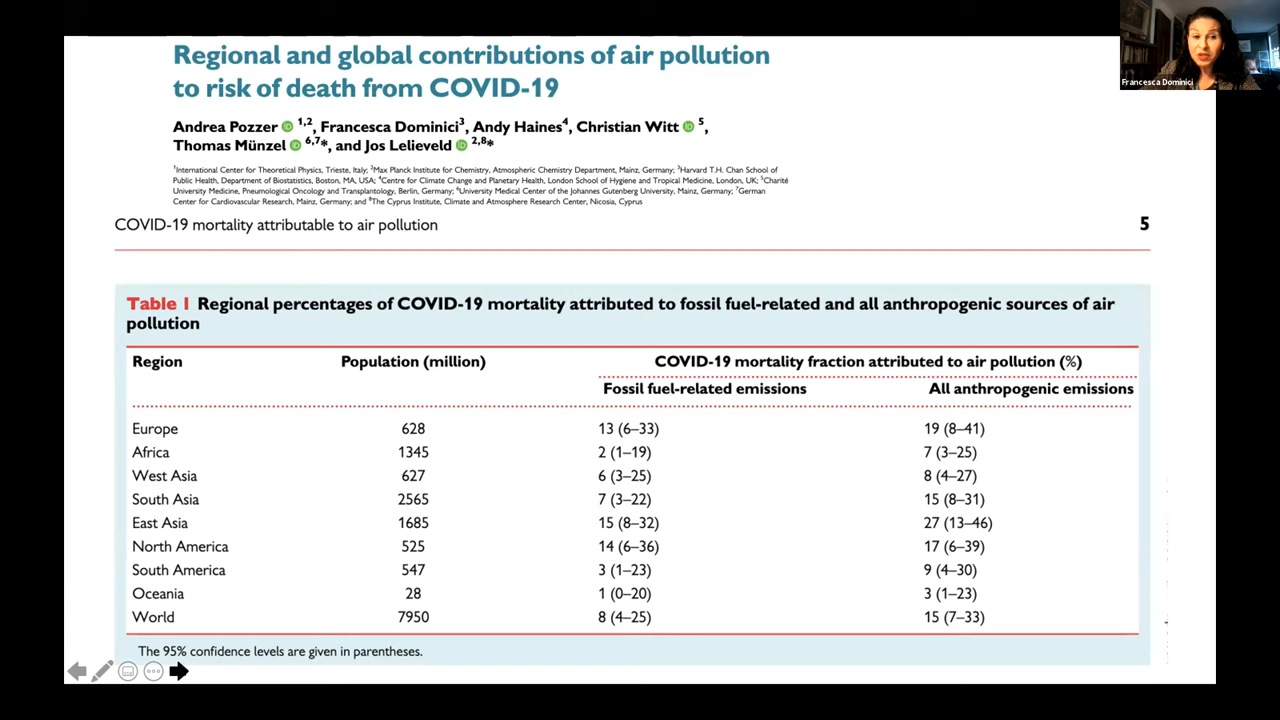 Regional and global contributions of air pollution
to risk of death from COVID-19
Andrea Pozzer 1,2, Francesca Dominici3, Andy Haines4, Christian Witt 5,
Thomas Münzel 6,7*, and Jos Lelieveld 2,8*
1International Center for Theoretical Physics, Trieste, Italy; 2Max Planck Institute for Chemistry, Atmospheric Chemistry Department, Mainz, Germany; 3Harvard T.H. Chan School of
Public Health, Department of Biostatistics, Boston, MA, USA; 4Centre for Climate Change and Planetary Health, London School of Hygiene and Tropical Medicine, London, UK; 5Charité
University Medicine, Pneumological Oncology and Transplantology, Berlin, Germany; 6University Medical Center of the Johannes Gutenberg University, Mainz, Germany; 7German
Center for Cardiovascular Research, Mainz, Germany; and 8The Cyprus Institute, Climate and Atmosphere Research Center, Nicosia, Cyprus
Francesca Dominici
COVID-19 mortality attributable to air pollution 5
Table 1 Regional percentages of COVID-19 mortality attributed to fossil fuel-related and all anthropogenic sources of air
pollution
Region Population (million) COVID-19 mortality fraction attributed to air pollution (%)
Fossil fuel-related emissions All anthropogenic emissions
Europe 628 13 (6–33) 19 (8–41)
Africa 1345 2 (1–19) 7 (3–25)
West Asia 627 6 (3–25) 8 (4–27)
South Asia 2565 7 (3–22) 15 (8–31)
East Asia 1685 15 (8–32) 27 (13–46)
North America 525 14 (6–36) 17 (6–39)
South America 547 3 (1–23) 9 (4–30)
Oceania 28 1 (0–20) 3 (1–23)
World 7950 8 (4–25) 15 (7–33)
The 95% confidence levels are given in parentheses.